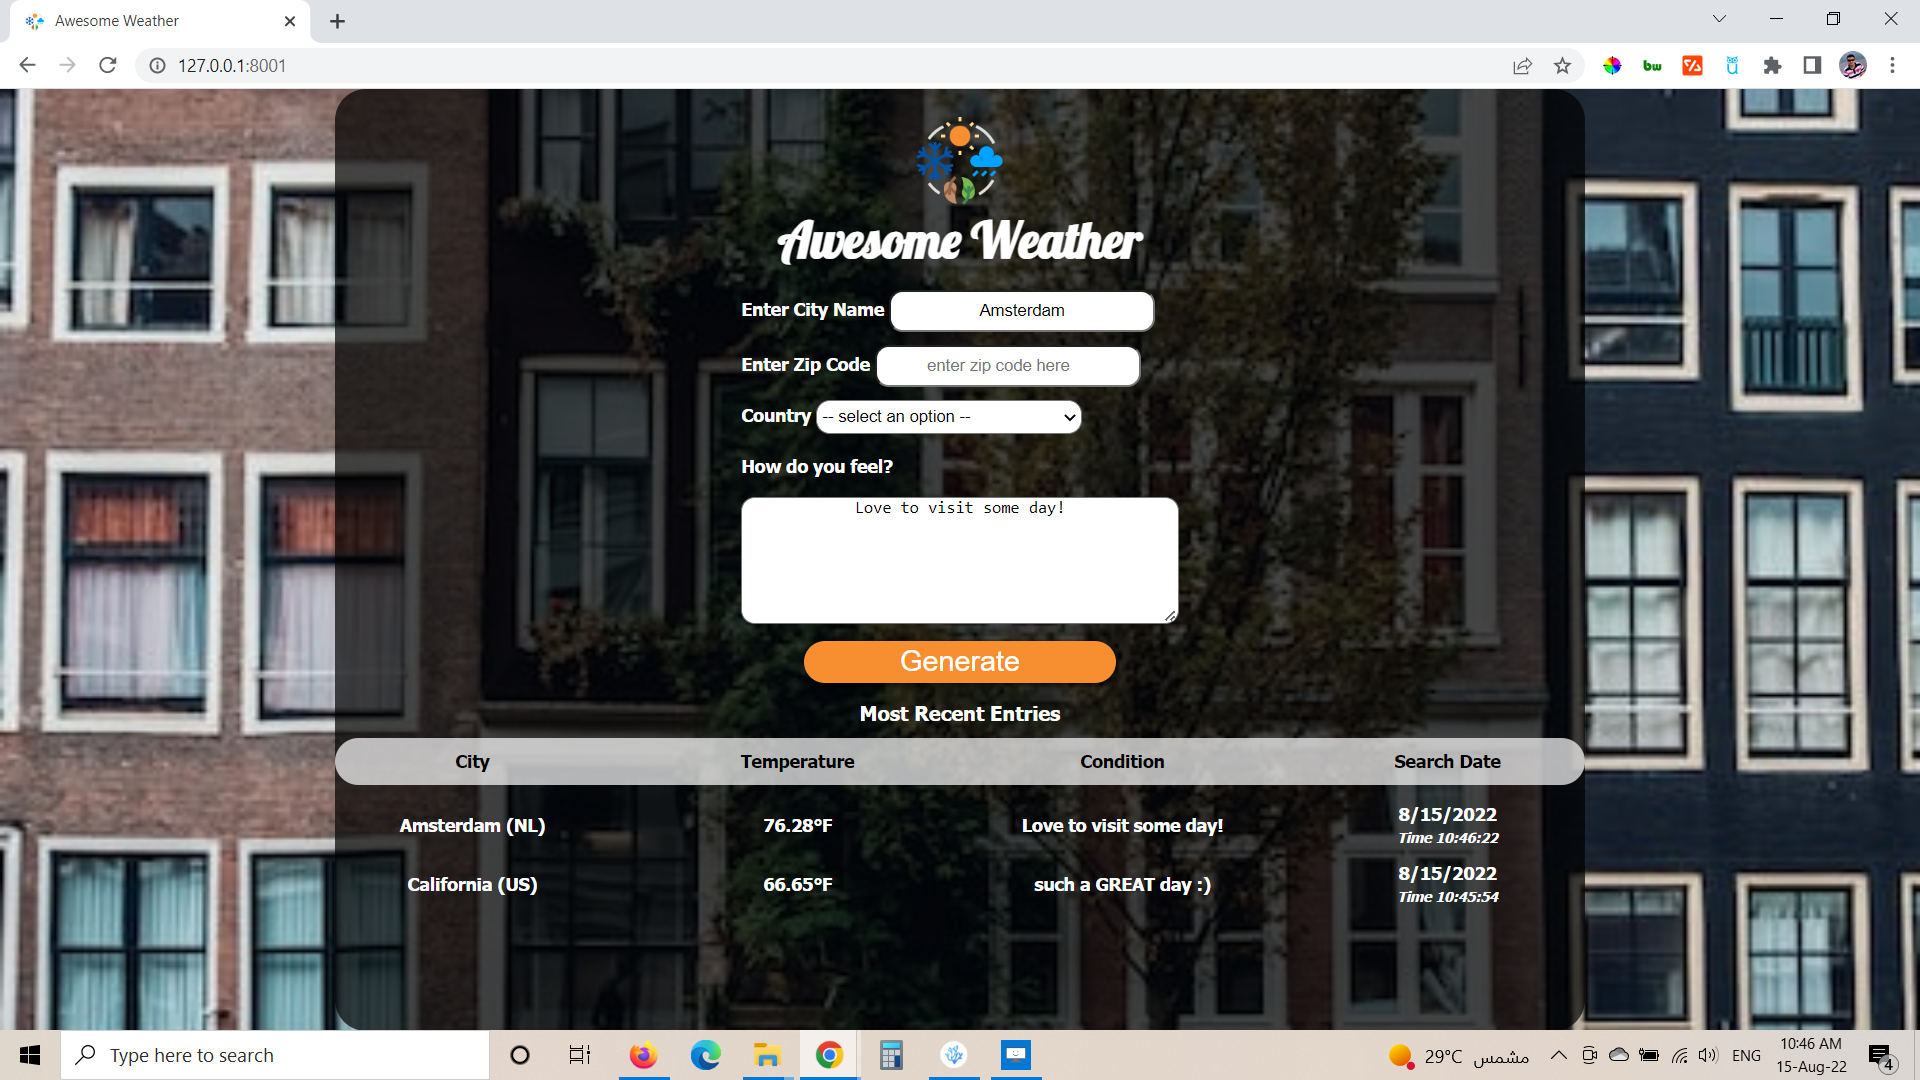 Awesome Weather
127.0.0.1:8001
bw
Awesome Weather
Enter City Name Amsterdam
Enter Zip Code enter zip code here
Country -- select an option --
How do you feel?
Love to visit some day!
Generate
Most Recent Entries
City Temperature Condition Search Date
Amsterdam (NL) 76.28°F Love to visit some day! 8/15/2022
Time 10:46:22
California (US) 66.65°F such a GREAT day :) 8/15/2022
Time 10:45:54
Type here to search
29°C مشمس
ENG
10:46 AM
15-Aug-22
4